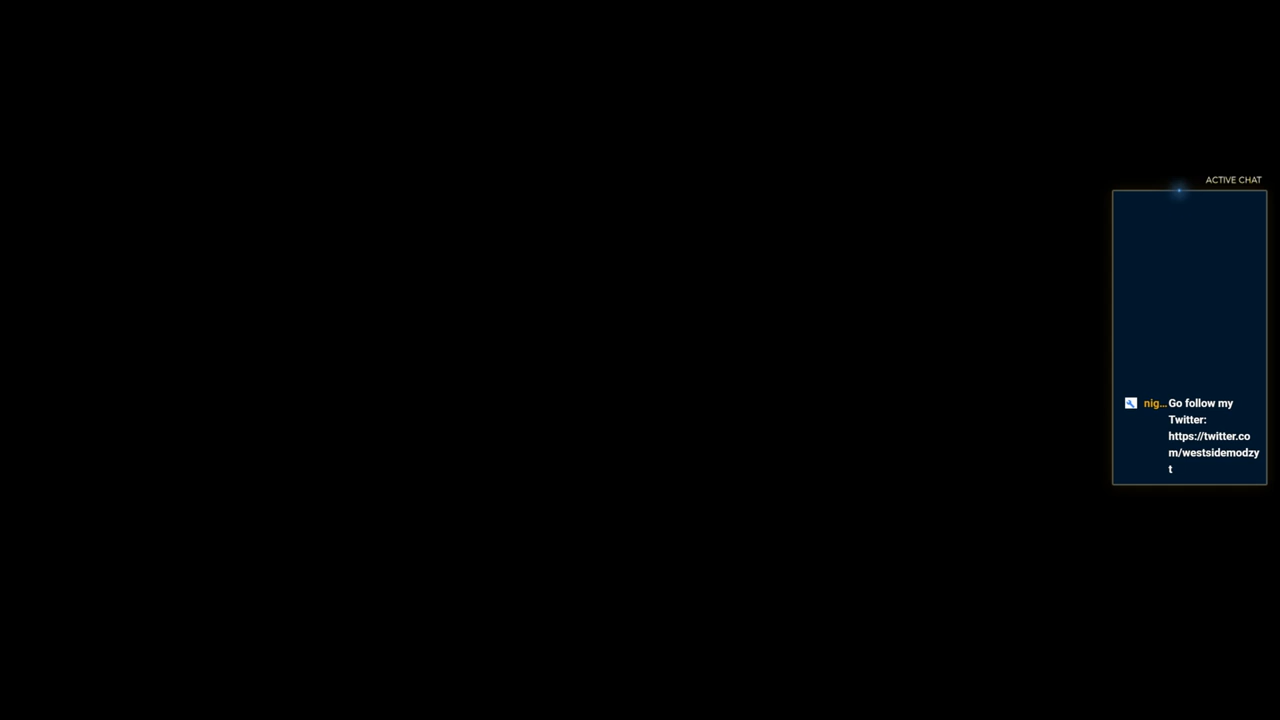 ACTIVE CHAT
nig... Go follow my
Twitter:
https://twitter.co
m/westsidemodzy
t